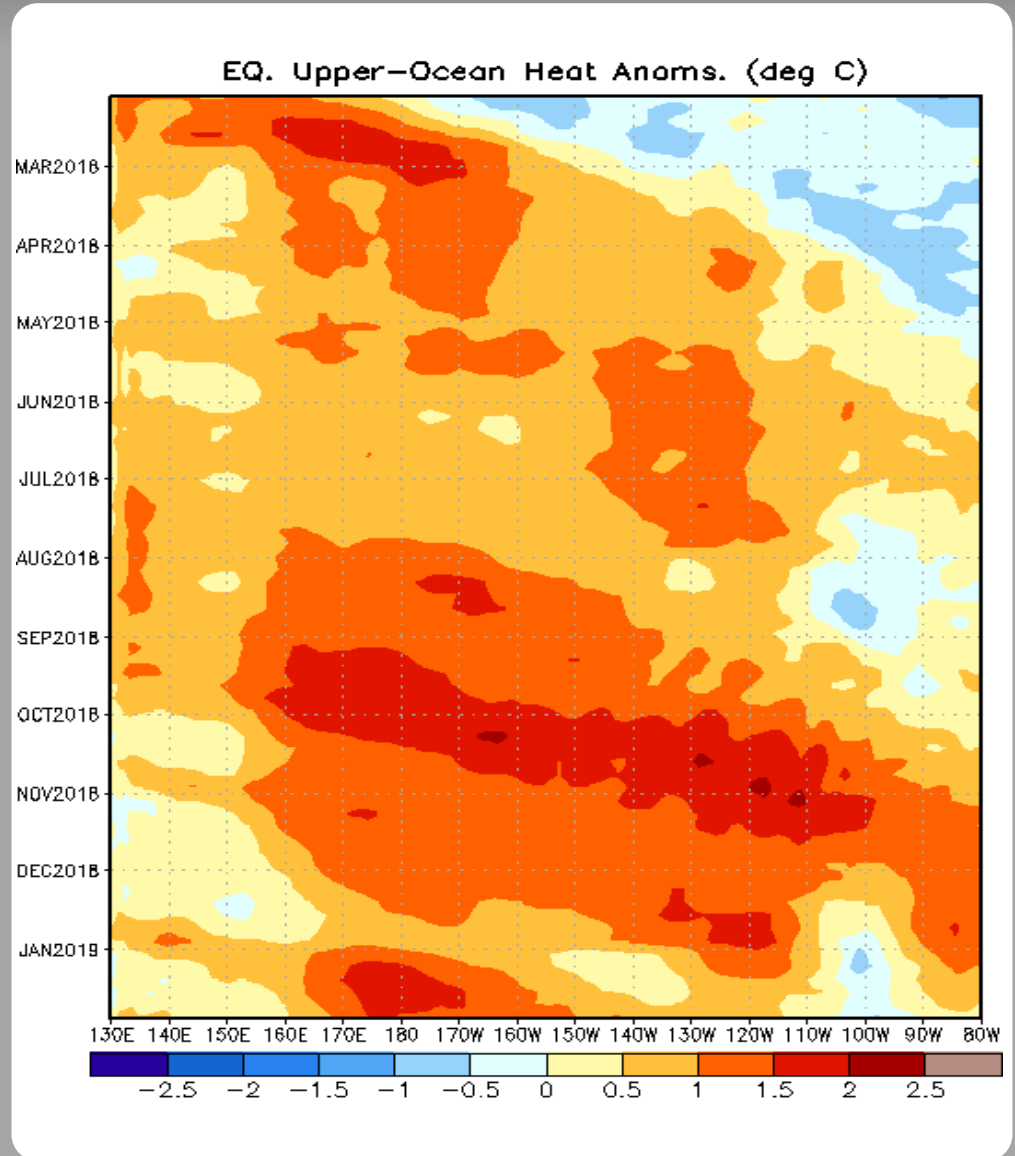 EQ. Upper-Ocean Heat Anoms. (deg C)
MAR2018
APR2018
MAY2018
JUN2018
JUL2018
AUG2018
SEP2018
OCT2018
NOV2018
DEC2018
JAN2019
130E 140E 150E 160E 170E 180 170W 160W 150W 140W 130W 120W 110W 100W 90W 80W
-2.5 -2 -1.5 -1 -0.5 0 0.5 1 1.5 2 2.5